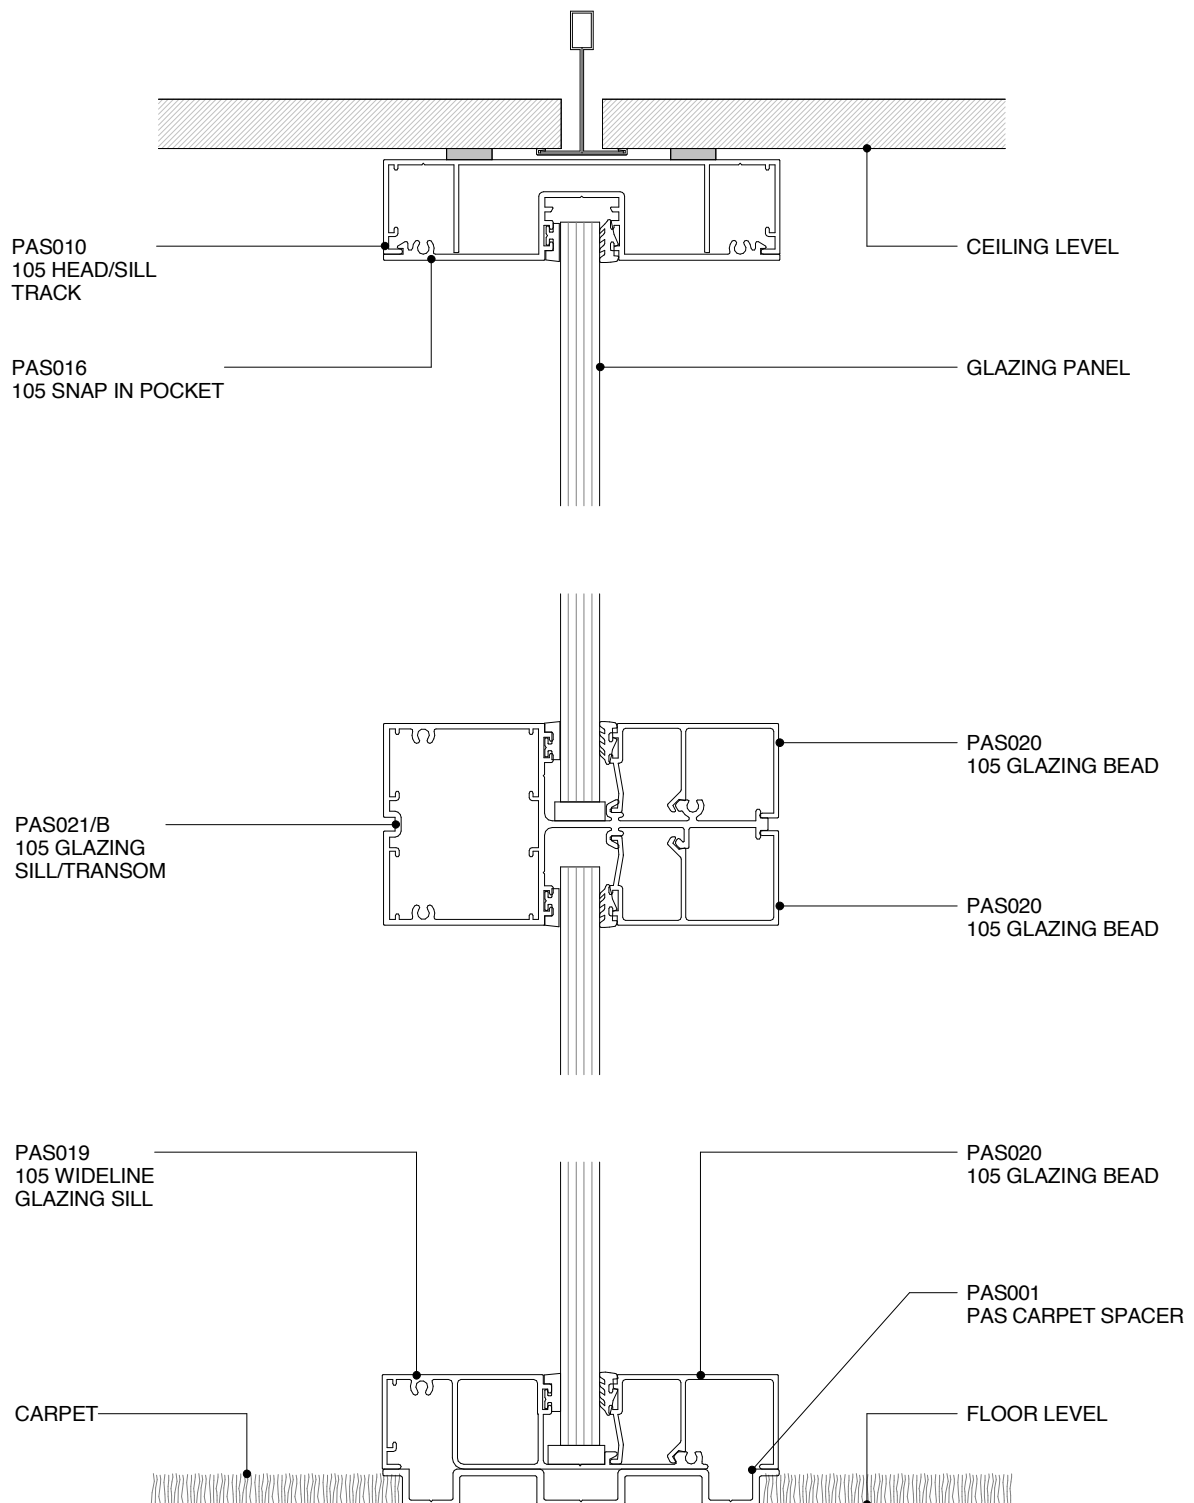 PAS010
105 HEAD/SILL
TRACK
CEILING LEVEL
PAS016
105 SNAP IN POCKET
GLAZING PANEL
PAS020
105 GLAZING BEAD
PAS021/B
105 GLAZING
SILL/TRANSOM
PAS020
105 GLAZING BEAD
PAS019
105 WIDELINE
GLAZING SILL
PAS020
105 GLAZING BEAD
PAS001
PAS CARPET SPACER
CARPET
FLOOR LEVEL